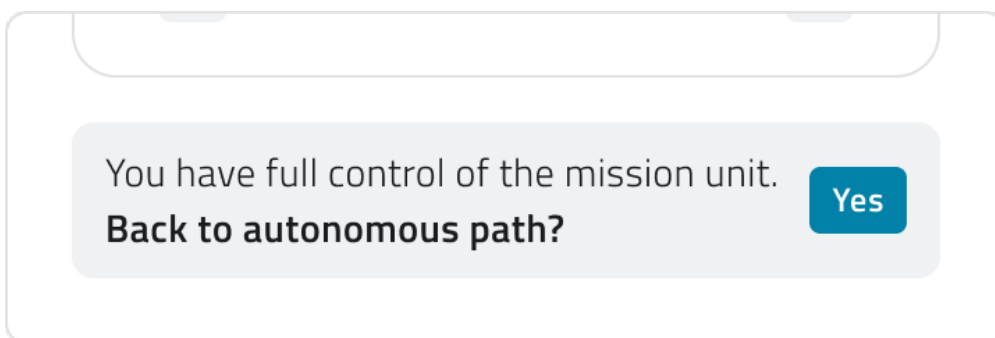 You have full control of the mission unit.
Back to autonomous path?
Yes